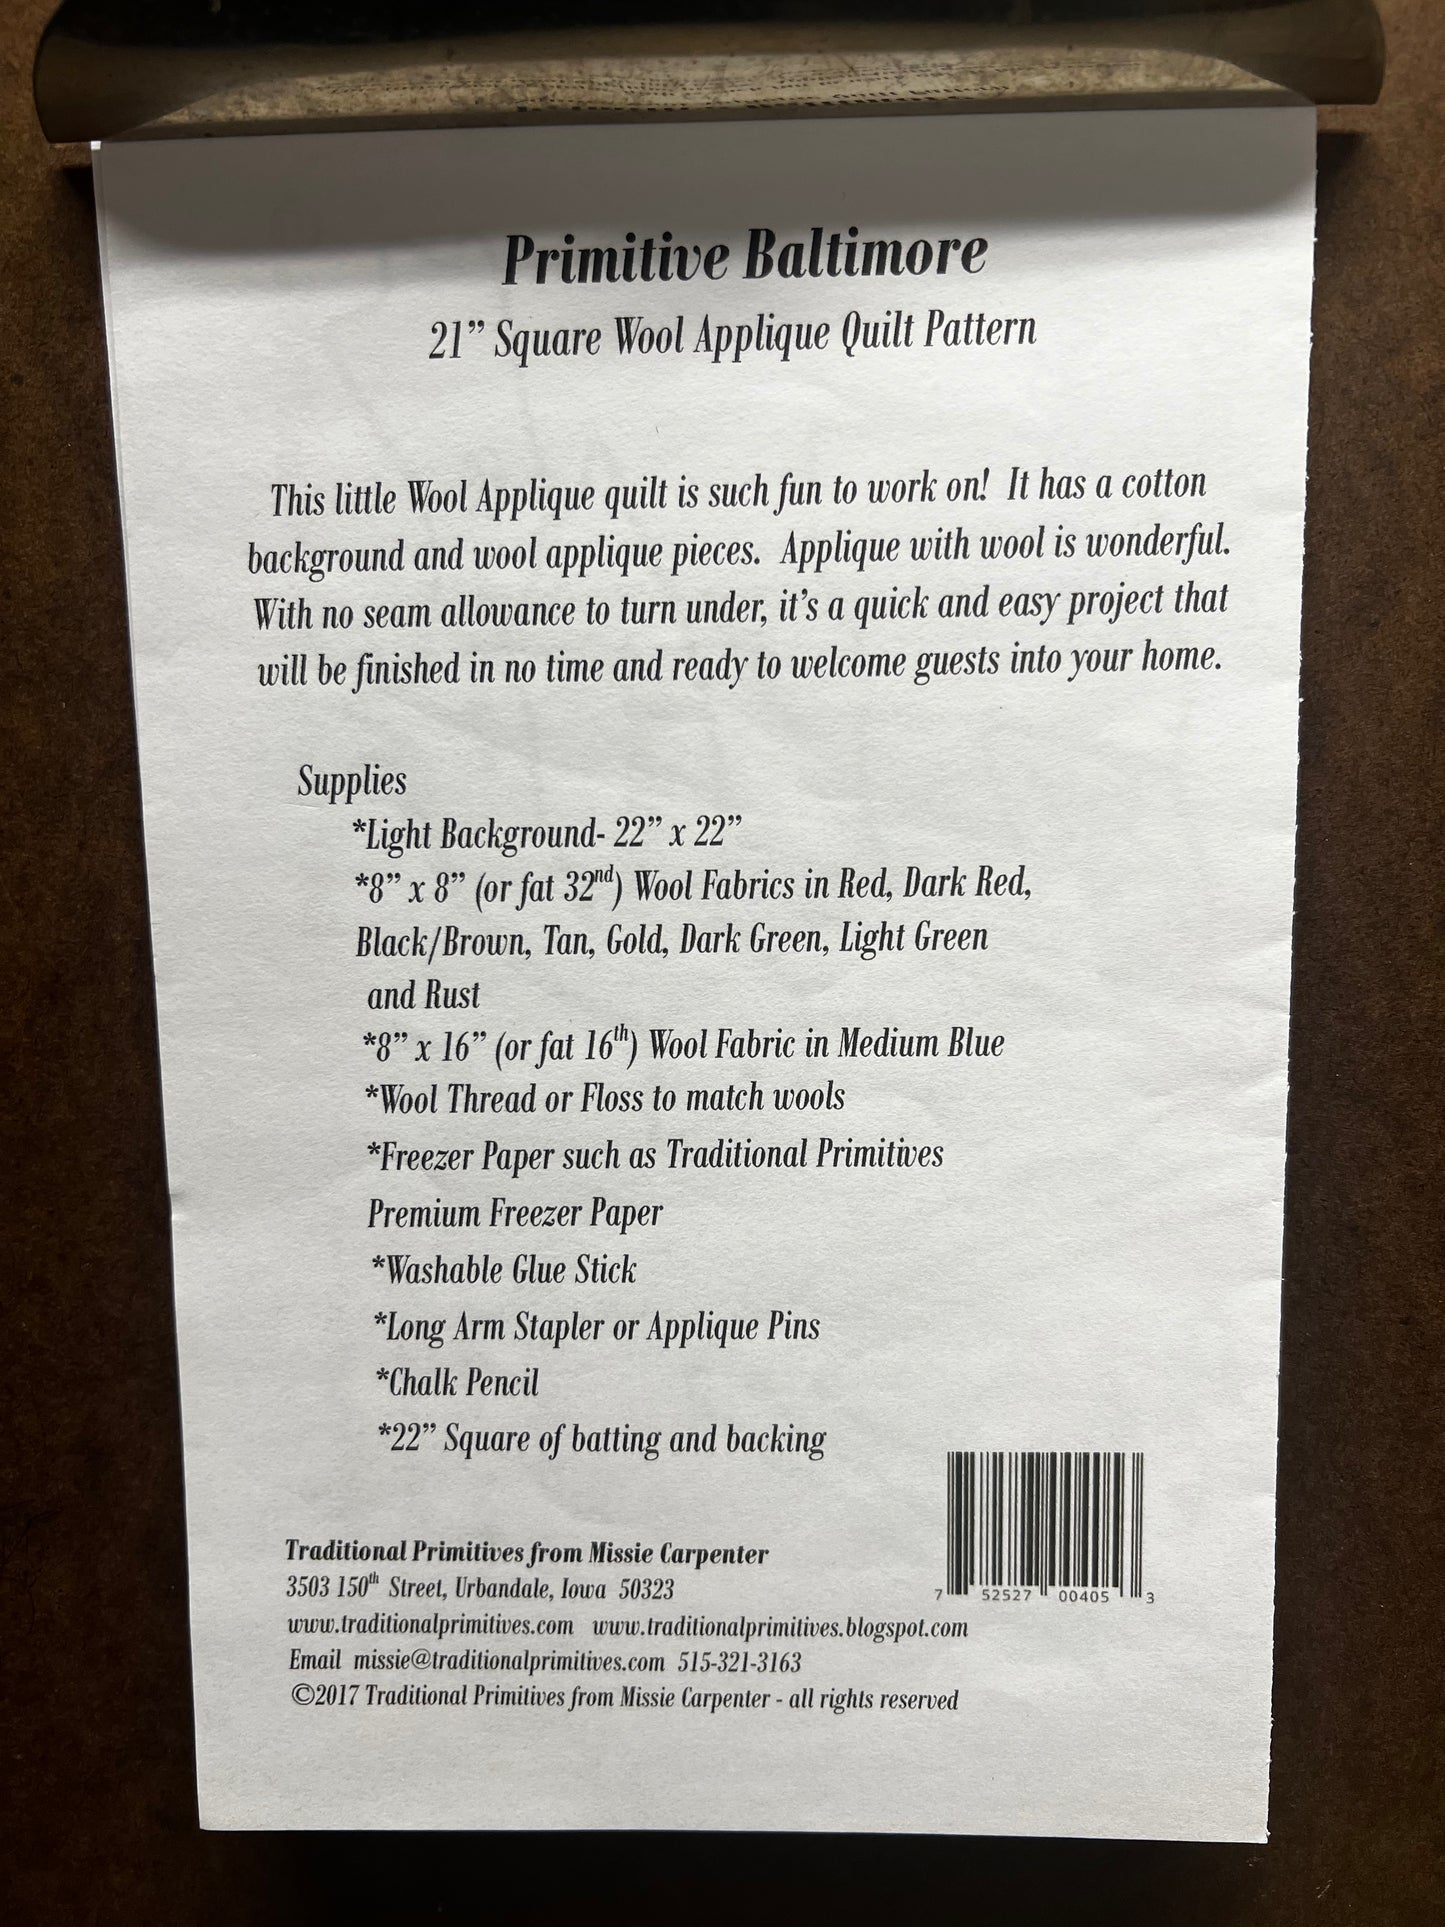 Primitive Baltimore
21” Square Wool Applique Quilt Pattern
This little Wool Applique quilt is such fun to work on! It has a cotton
background and wool applique pieces. Applique with wool is wonderful.
With no seam allowance to turn under, it’s a quick and easy project that
will be finished in no time and ready to welcome guests into your home.
Supplies
*Light Background- 22” x 22”
*8” x 8” (or fat 32nd) Wool Fabrics in Red, Dark Red,
Black/Brown, Tan, Gold, Dark Green, Light Green
and Rust
*8” x 16” (or fat 16th) Wool Fabric in Medium Blue
*Wool Thread or Floss to match wools
*Freezer Paper such as Traditional Primitives
Premium Freezer Paper
*Washable Glue Stick
*Long Arm Stapler or Applique Pins
*Chalk Pencil
*22” Square of batting and backing
Traditional Primitives from Missie Carpenter
3503 150th Street, Urbandale, Iowa 50323
www.traditionalprimitives.com www.traditionalprimitives.blogspot.com
Email missie@traditionalprimitives.com 515-321-3163
©2017 Traditional Primitives from Missie Carpenter - all rights reserved
7 52527 00405 3